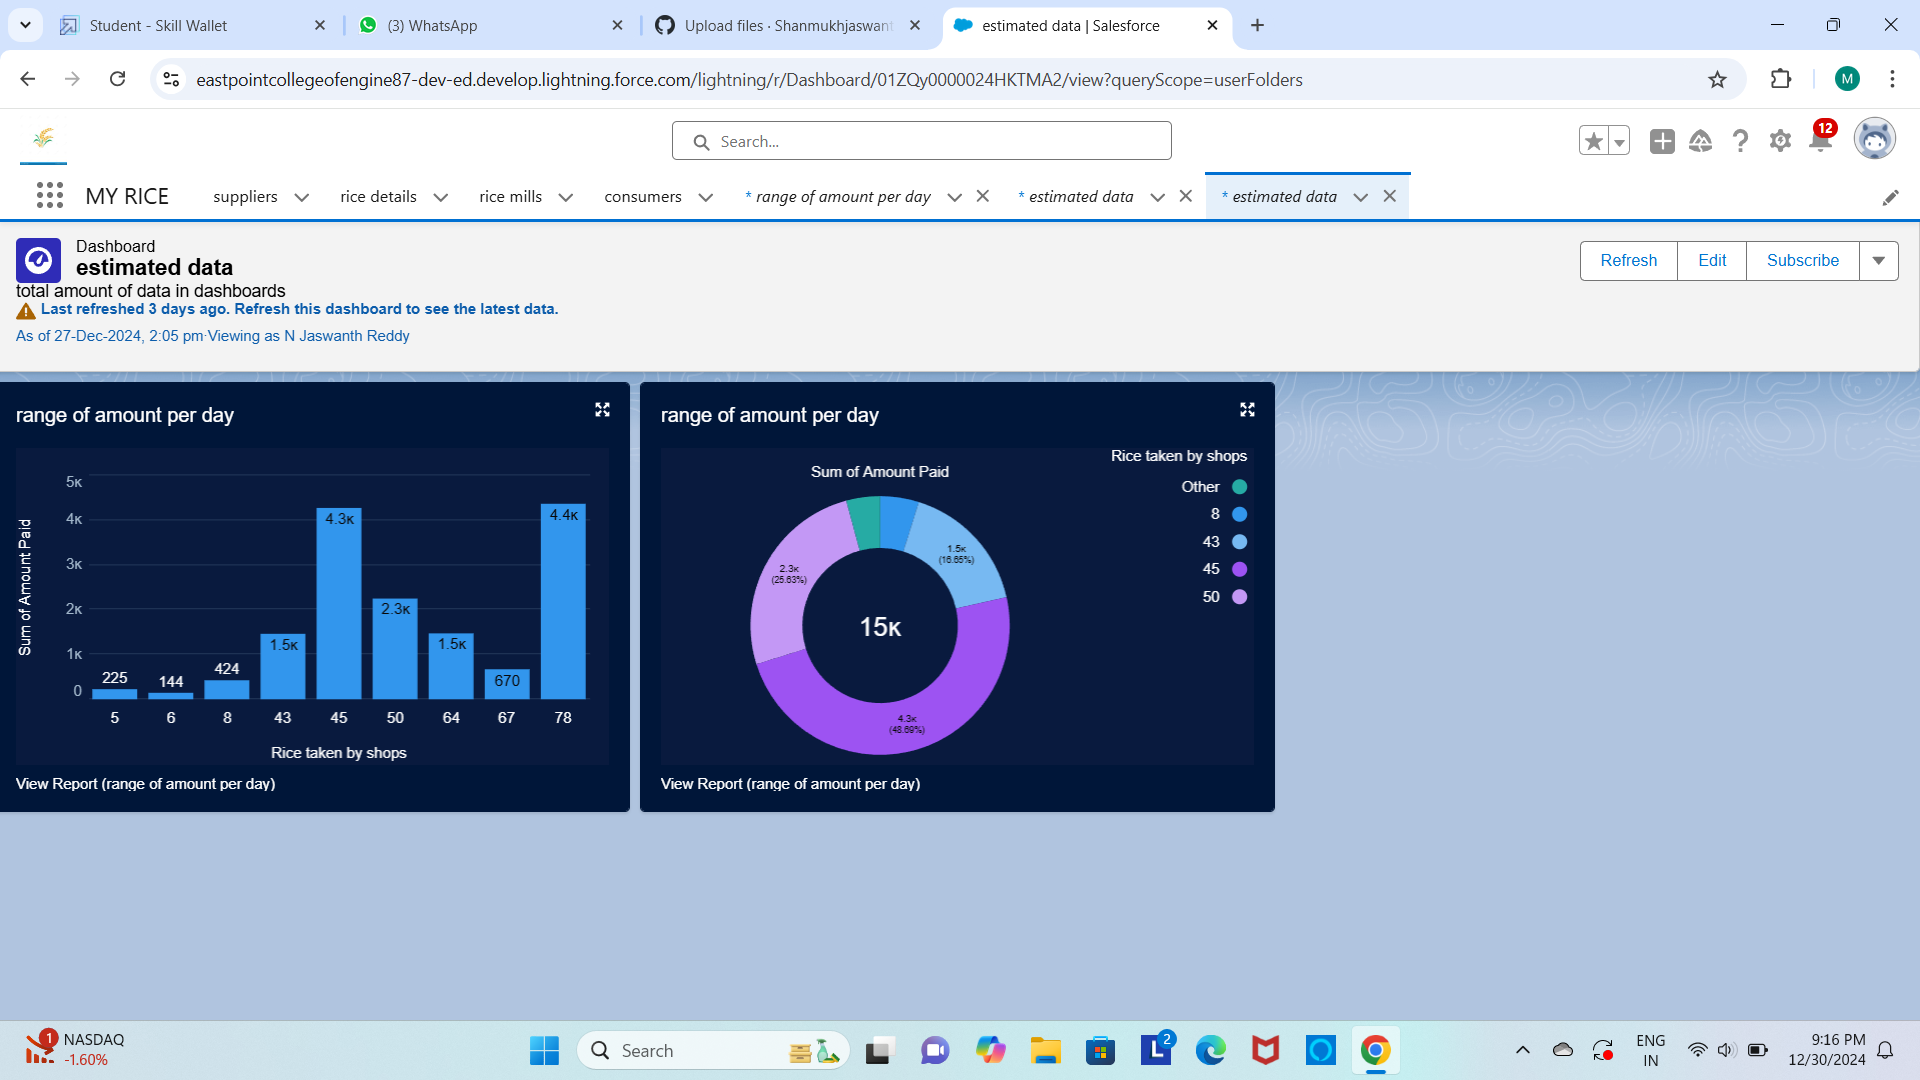 Student - Skill Wallet
(3) WhatsApp
Upload files · Shanmukhjaswant
estimated data | Salesforce
eastpointcollegeofengine87-dev-ed.develop.lightning.force.com/lightning/r/Dashboard/01ZQy0000024HKTMA2/view?queryScope=userFolders
M
Search...
12
MY RICE
suppliers
rice details
rice mills
consumers
* range of amount per day
* estimated data
* estimated data
Dashboard
estimated data
total amount of data in dashboards
Last refreshed 3 days ago. Refresh this dashboard to see the latest data.
As of 27-Dec-2024, 2:05 pm·Viewing as N Jaswanth Reddy
Refresh
Edit
Subscribe
range of amount per day
Sum of Amount Paid
5K
4K
3K
2K
1K
0
225
144
424
1.5K
4.3K
2.3K
1.5K
670
4.4K
5 6 8 43 45 50 64 67 78
Rice taken by shops
View Report (range of amount per day)
range of amount per day
Sum of Amount Paid
Rice taken by shops
Other
8
43
45
50
1.5K
(16.65%)
2.3K
(25.63%)
15K
4.3K
(48.69%)
View Report (range of amount per day)
1
NASDAQ
-1.60%
Search
L
2
ENG
IN
9:16 PM
12/30/2024